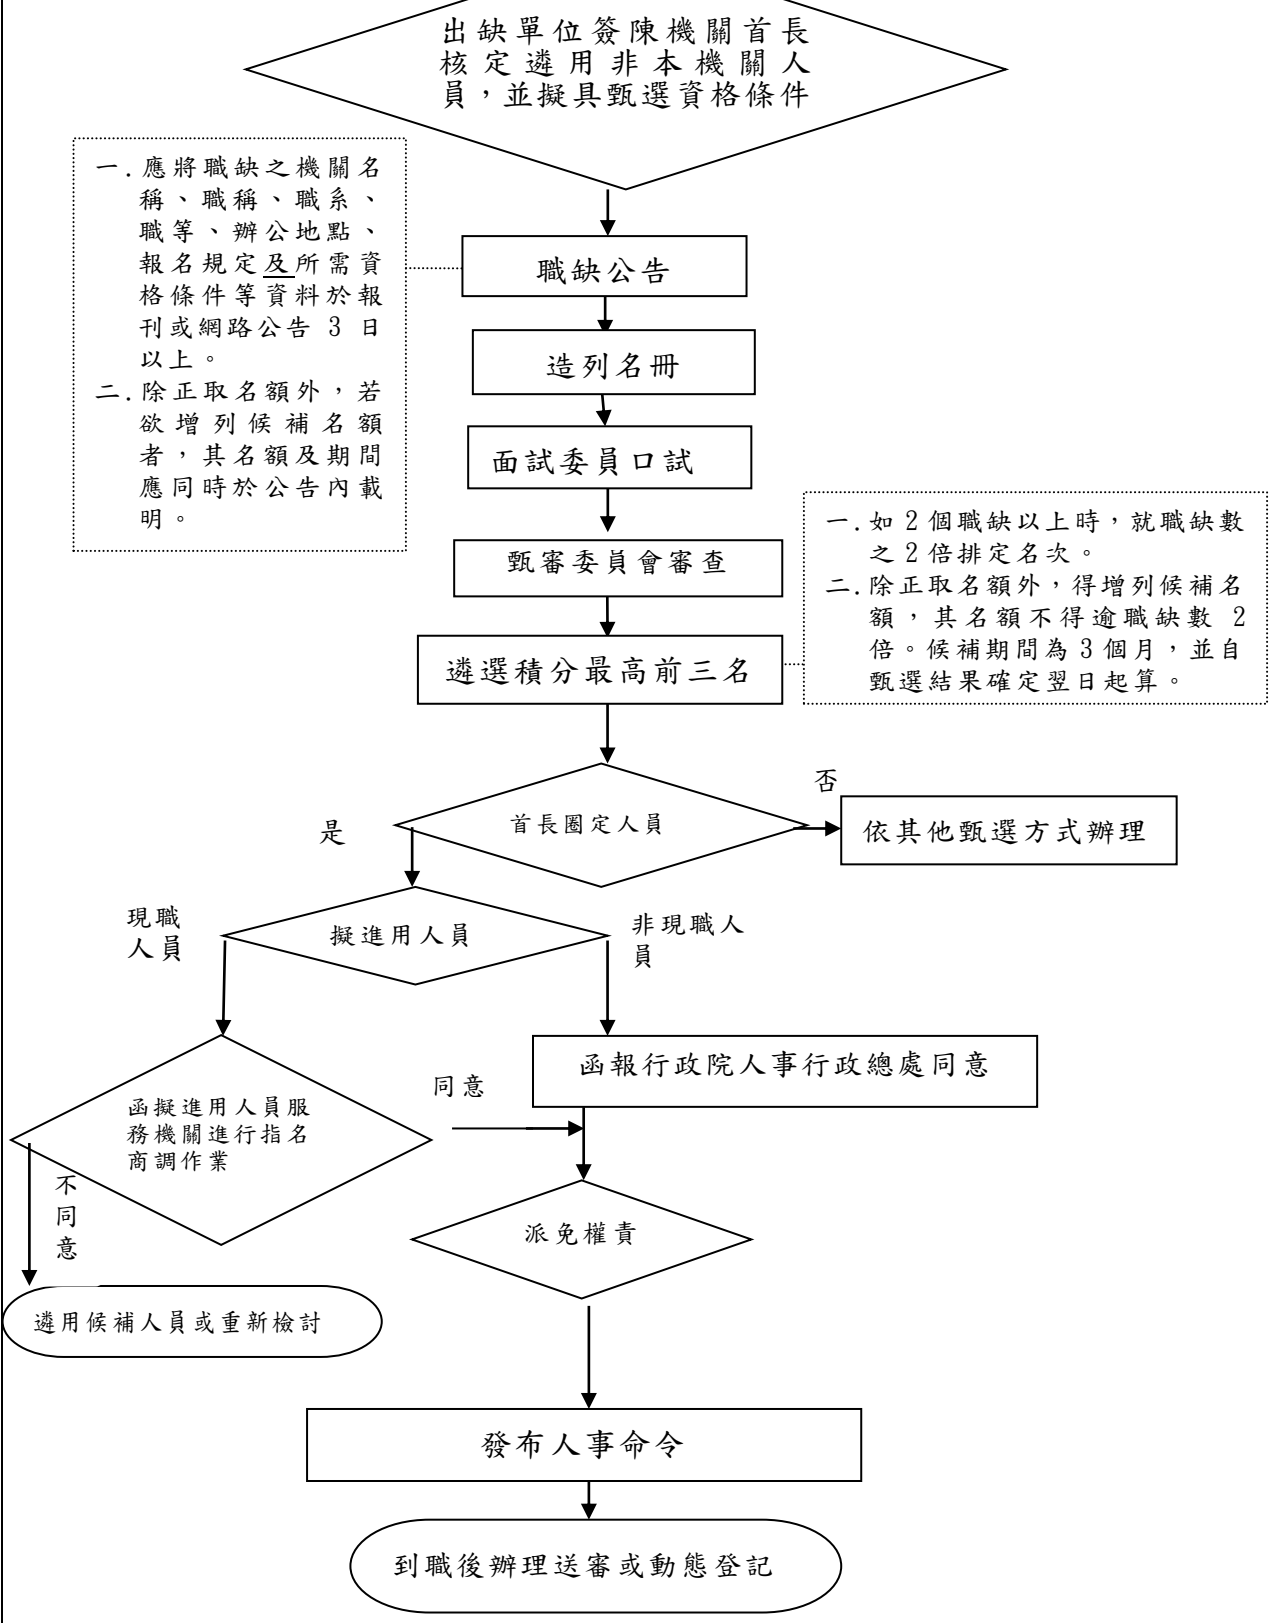 出缺單位簽陳機關首長
核定遴用非本機關人
員，並擬具甄選資格條件
一.應將職缺之機關名
稱、職稱、職系、
職等、辦公地點、
報名規定及所需資
格條件等資料於報
刊或網路公告 3 日
以上。
二.除正取名額外，若
欲增列候補名額
者，其名額及期間
應同時於公告內載
明。
職缺公告
造列名冊
面試委員口試
甄審委員會審查
遴選積分最高前三名
一.如 2 個職缺以上時，就職缺數
之 2 倍排定名次。
二.除正取名額外，得增列候補名
額，其名額不得逾職缺數 2
倍。候補期間為 3 個月，並自
甄選結果確定翌日起算。
首長圈定人員
否
依其他甄選方式辦理
是
擬進用人員
現職
人員
非現職人
員
函報行政院人事行政總處同意
函擬進用人員服
務機關進行指名
商調作業
同意
不
同
意
派免權責
遴用候補人員或重新檢討
發布人事命令
到職後辦理送審或動態登記